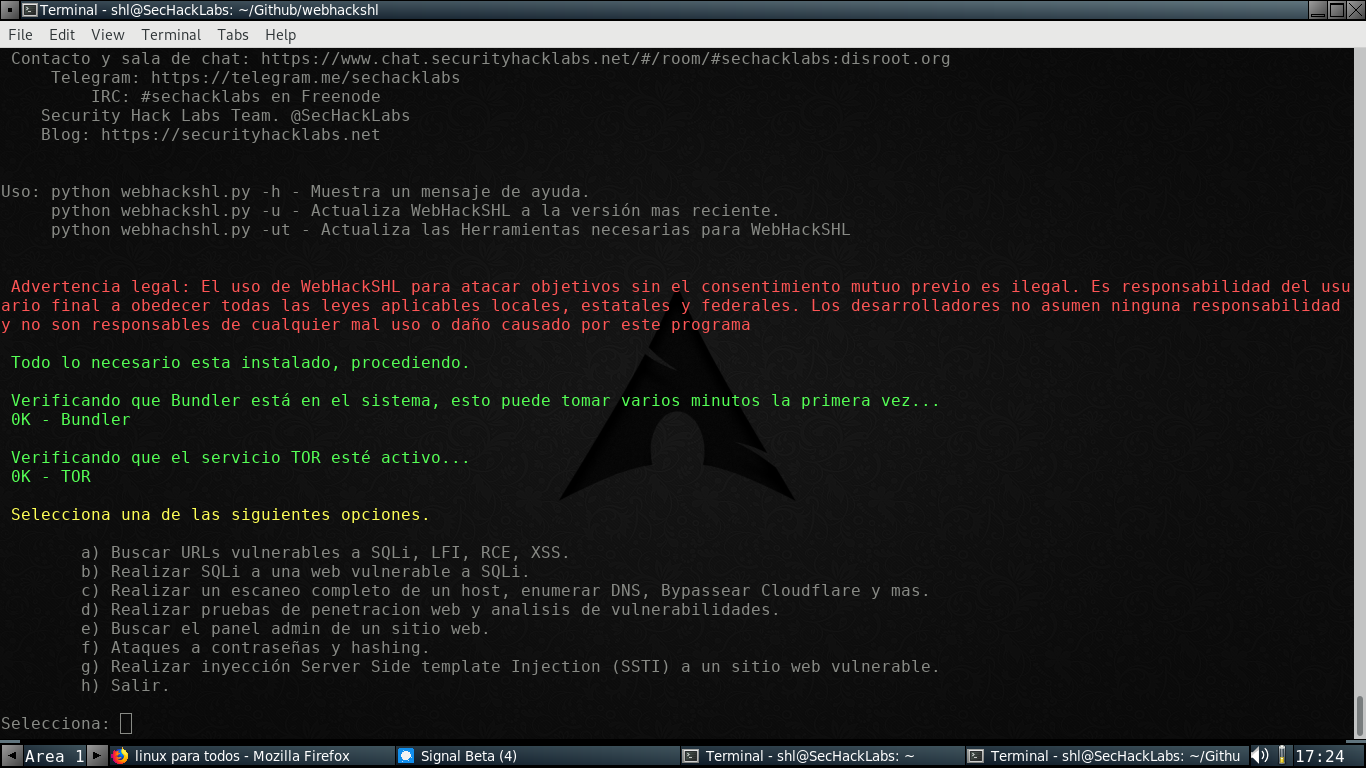 Terminal - shl@SecHackLabs: ~/Github/webhackshl
File Edit View Terminal Tabs Help
Contacto y sala de chat: https://www.chat.securityhacklabs.net/#/room/#sechacklabs:disroot.org
Telegram: https://telegram.me/sechacklabs
IRC: #sechacklabs en Freenode
Security Hack Labs Team. @SecHackLabs
Blog: https://securityhacklabs.net
Uso: python webhackshl.py -h - Muestra un mensaje de ayuda.
python webhackshl.py -u - Actualiza WebHackSHL a la versión mas reciente.
python webhachshl.py -ut - Actualiza las Herramientas necesarias para WebHackSHL
Advertencia legal: El uso de WebHackSHL para atacar objetivos sin el consentimiento mutuo previo es ilegal. Es responsabilidad del usu
ario final a obedecer todas las leyes aplicables locales, estatales y federales. Los desarrolladores no asumen ninguna responsabilidad
y no son responsables de cualquier mal uso o daño causado por este programa
Todo lo necesario esta instalado, procediendo.
Verificando que Bundler está en el sistema, esto puede tomar varios minutos la primera vez...
0K - Bundler
Verificando que el servicio TOR esté activo...
0K - TOR
Selecciona una de las siguientes opciones.
a) Buscar URLs vulnerables a SQLi, LFI, RCE, XSS.
b) Realizar SQLi a una web vulnerable a SQLi.
c) Realizar un escaneo completo de un host, enumerar DNS, Bypassear Cloudflare y mas.
d) Realizar pruebas de penetracion web y analisis de vulnerabilidades.
e) Buscar el panel admin de un sitio web.
f) Ataques a contraseñas y hashing.
g) Realizar inyección Server Side template Injection (SSTI) a un sitio web vulnerable.
h) Salir.
Selecciona:
Area 1 linux para todos - Mozilla Firefox Signal Beta (4) Terminal - shl@SecHackLabs: ~ Terminal - shl@SecHackLabs: ~/Githu 17:24